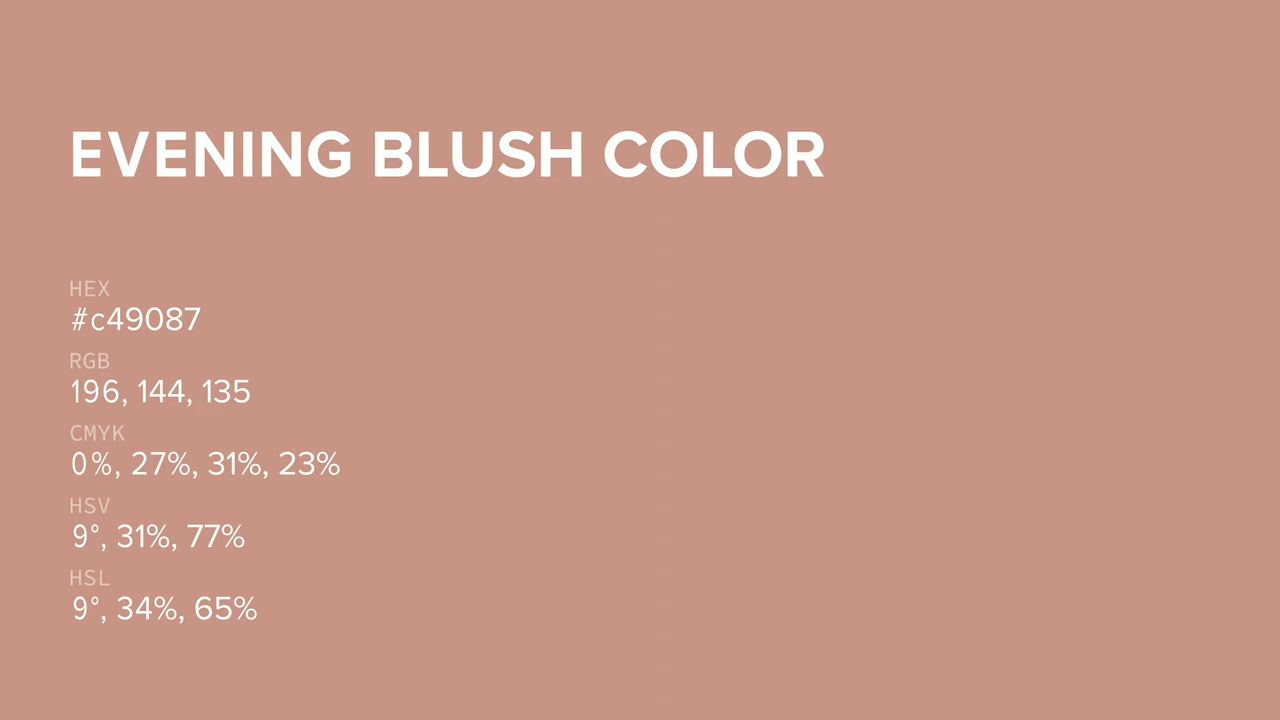 EVENING BLUSH COLOR
HEX
#c49087
RGB
196, 144, 135
CMYK
0%, 27%, 31%, 23%
HSV
9°, 31%, 77%
HSL
9°, 34%, 65%